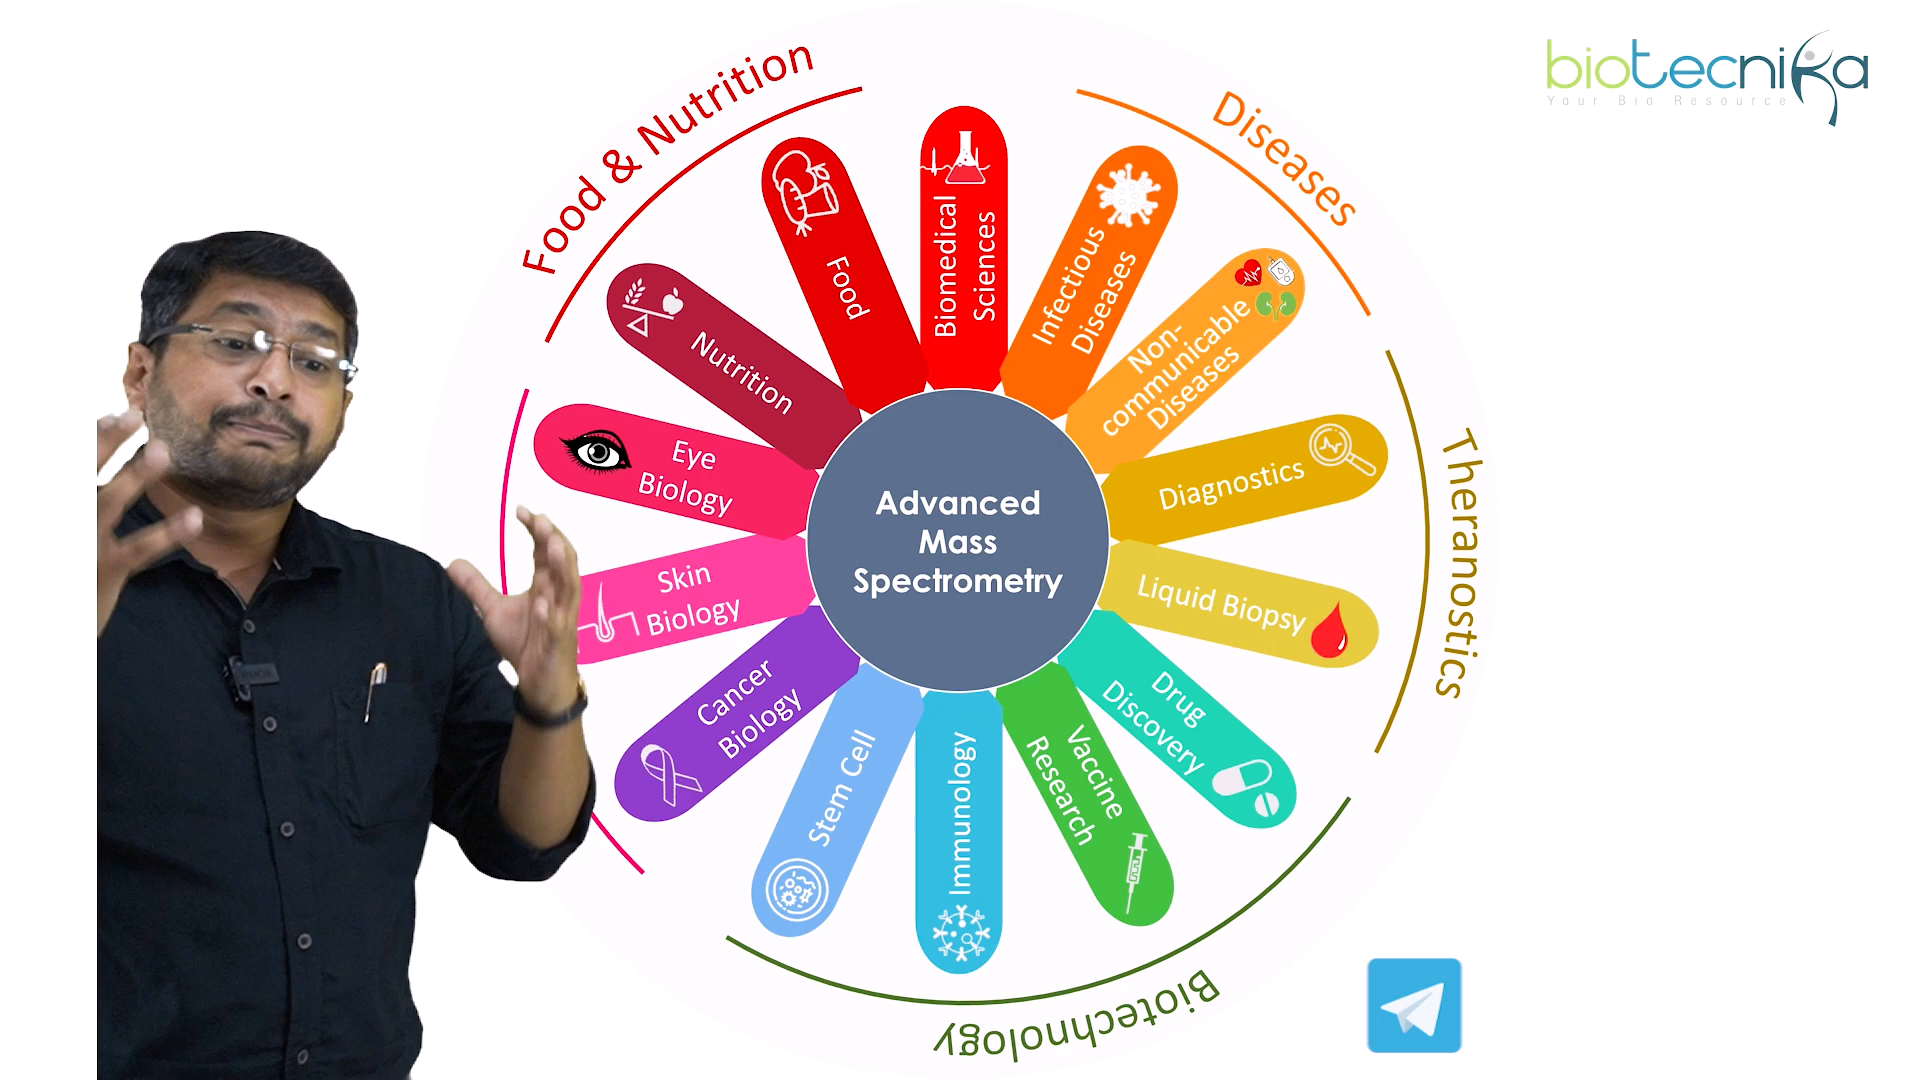 biotecnika
Your Bio Resource
Food & Nutrition
Diseases
Theranostics
Biotechnology
Biomedical
Sciences
Infectious
Diseases
Non-
communicable
Diseases
Diagnostics
Liquid Biopsy
Drug
Discovery
Vaccine
Research
Immunology
Stem Cell
Cancer
Biology
Skin
Biology
Eye
Biology
Nutrition
Food
Advanced
Mass
Spectrometry